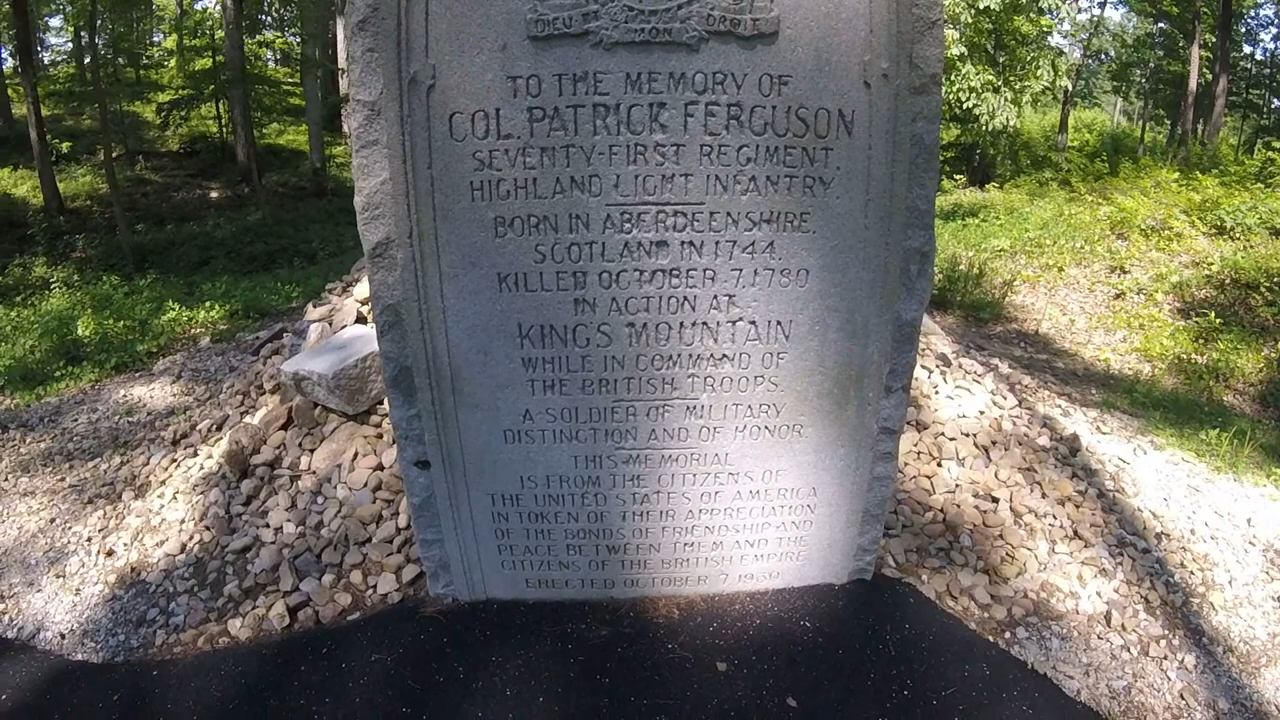 DIEU ET MON DROIT
TO THE MEMORY OF
COL. PATRICK FERGUSON
SEVENTY-FIRST REGIMENT.
HIGHLAND LIGHT INFANTRY.
BORN IN ABERDEENSHIRE.
SCOTLAND IN 1744.
KILLED OCTOBER 7, 1780
IN ACTION AT
KING'S MOUNTAIN
WHILE IN COMMAND OF
THE BRITISH TROOPS.
A SOLDIER OF MILITARY
DISTINCTION AND OF HONOR.
THIS MEMORIAL
IS FROM THE CITIZENS OF
THE UNITED STATES OF AMERICA
IN TOKEN OF THEIR APPRECIATION
OF THE BONDS OF FRIENDSHIP AND
PEACE BETWEEN THEM AND THE
CITIZENS OF THE BRITISH EMPIRE
ERECTED OCTOBER 7,